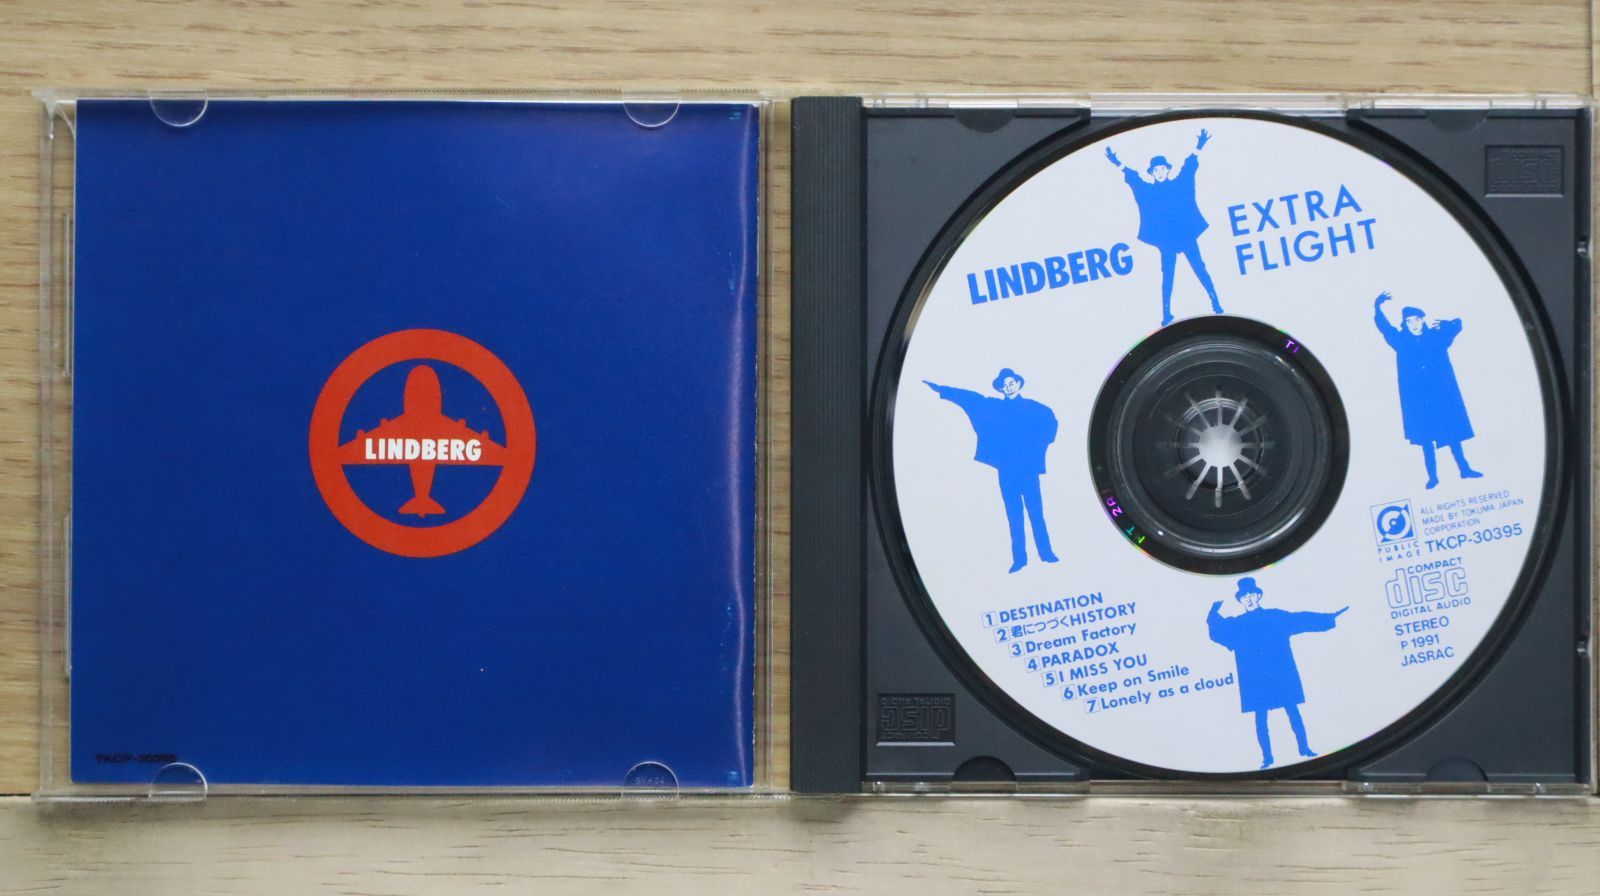 LINDBERG
TKCP-30395
LINDBERG
EXTRA
FLIGHT
1 DESTINATION
2 君につづくHISTORY
3 Dream Factory
4 PARADOX
5 I MISS YOU
6 Keep on Smile
7 Lonely as a cloud
PUBLIC
IMAGE
ALL RIGHTS RESERVED
MADE BY TOKUMA JAPAN
CORPORATION
TKCP-30395
COMPACT
disc
DIGITAL AUDIO
STEREO
P 1991
JASRAC
COMPACT
disc
DIGITAL AUDIO